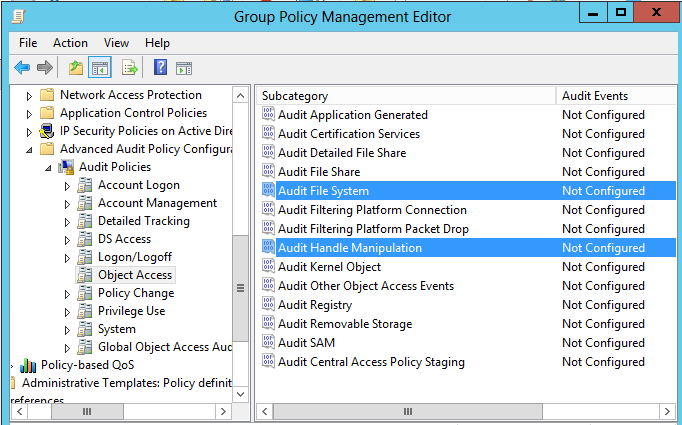 Group Policy Management Editor
File Action View Help
Network Access Protection
Application Control Policies
IP Security Policies on Active Dire
Advanced Audit Policy Configura
Audit Policies
Account Logon
Account Management
Detailed Tracking
DS Access
Logon/Logoff
Object Access
Policy Change
Privilege Use
System
Global Object Access Aud
Policy-based QoS
Administrative Templates: Policy definit
references
Subcategory Audit Events
Audit Application Generated Not Configured
Audit Certification Services Not Configured
Audit Detailed File Share Not Configured
Audit File Share Not Configured
Audit File System Not Configured
Audit Filtering Platform Connection Not Configured
Audit Filtering Platform Packet Drop Not Configured
Audit Handle Manipulation Not Configured
Audit Kernel Object Not Configured
Audit Other Object Access Events Not Configured
Audit Registry Not Configured
Audit Removable Storage Not Configured
Audit SAM Not Configured
Audit Central Access Policy Staging Not Configured